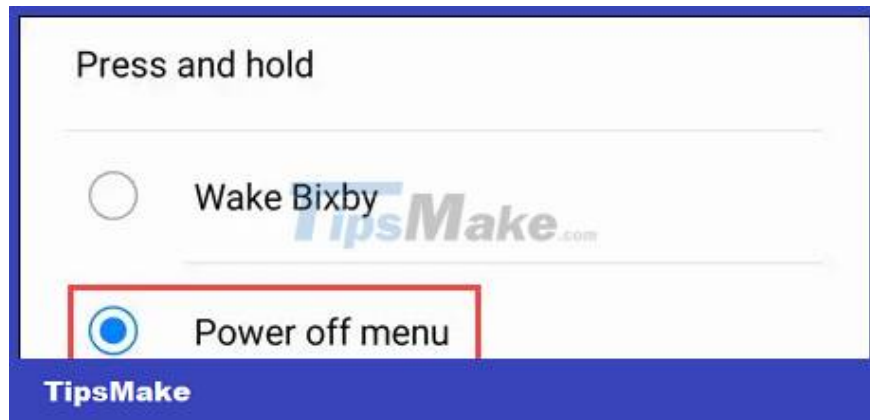 Press and hold
Wake Bixby
TipsMake.com
Power off menu
TipsMake